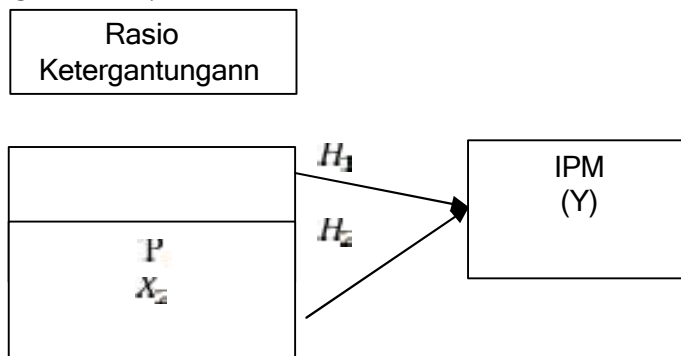 Rasio
Ketergantungann
H₁
IPM
(Y)
H₂
P
X₂